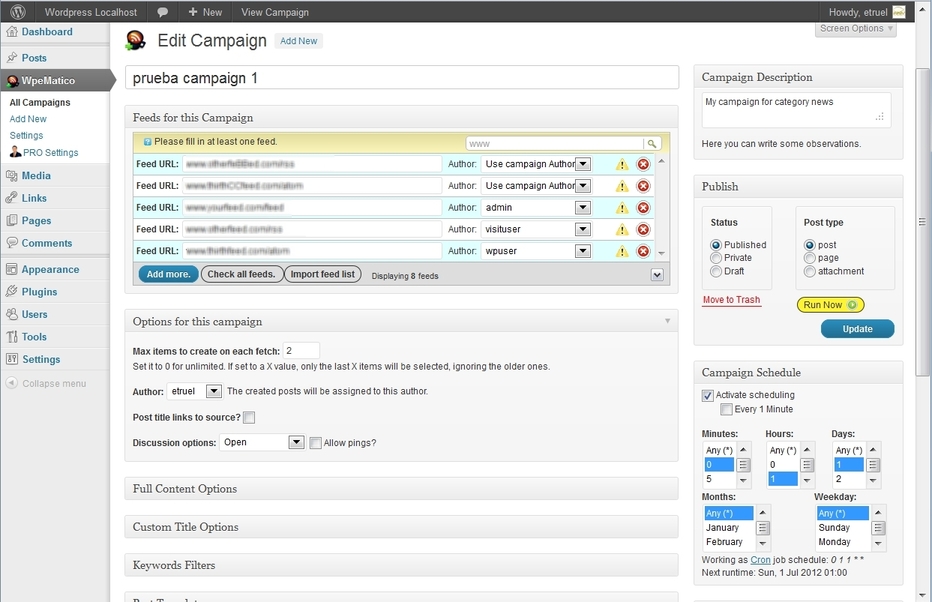 Wordpress Localhost
New
View Campaign
Howdy, etruel
Screen Options
Dashboard
Posts
WpeMatico
All Campaigns
Add New
Settings
PRO Settings
Media
Links
Pages
Comments
Appearance
Plugins
Users
Tools
Settings
Collapse menu
Edit Campaign
Add New
prueba campaign 1
Feeds for this Campaign
Please fill in at least one feed.
www
Feed URL: Author: Use campaign Author
Feed URL: Author: Use campaign Author
Feed URL: Author: admin
Feed URL: Author: visituser
Feed URL: Author: wpuser
Add more. Check all feeds. Import feed list Displaying 8 feeds
Options for this campaign
Max items to create on each fetch: 2
Set it to 0 for unlimited. If set to a X value, only the last X items will be selected, ignoring the older ones.
Author: etruel The created posts will be assigned to this author.
Post title links to source?
Discussion options: Open Allow pings?
Full Content Options
Custom Title Options
Keywords Filters
Campaign Description
My campaign for category news
Here you can write some observations.
Publish
Status
Published
Private
Draft
Post type
post
page
attachment
Move to Trash
Run Now
Update
Campaign Schedule
Activate scheduling
Every 1 Minute
Minutes: Hours: Days:
Any (*) Any (*) Any (*)
0 0 1
5 1 2
Months: Weekday:
Any (*) Any (*)
January Sunday
February Monday
Working as Cron job schedule: 0 1 1 * *
Next runtime: Sun, 1 Jul 2012 01:00